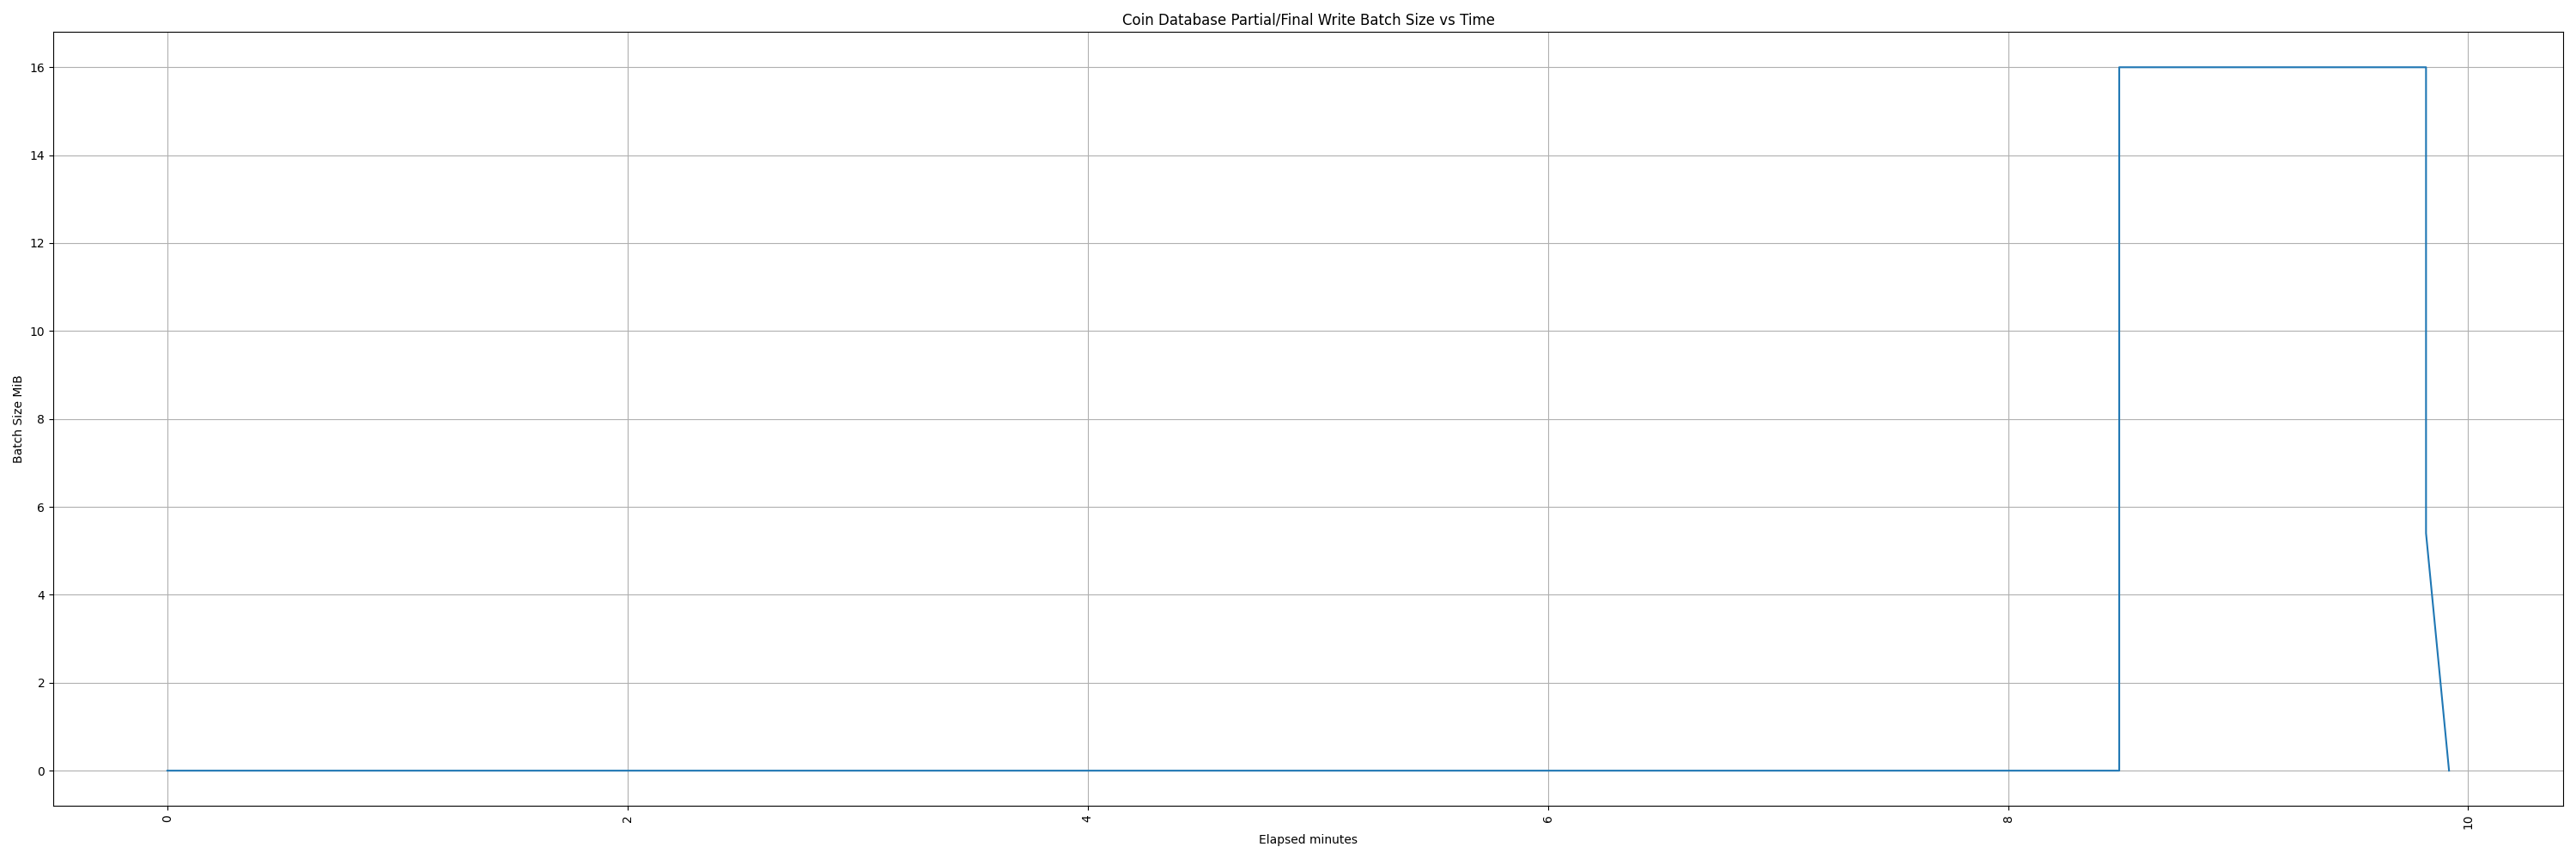 Coin Database Partial/Final Write Batch Size vs Time
Batch Size MiB
16
14
12
10
8
6
4
2
0
0 2 4 6 8 10
Elapsed minutes